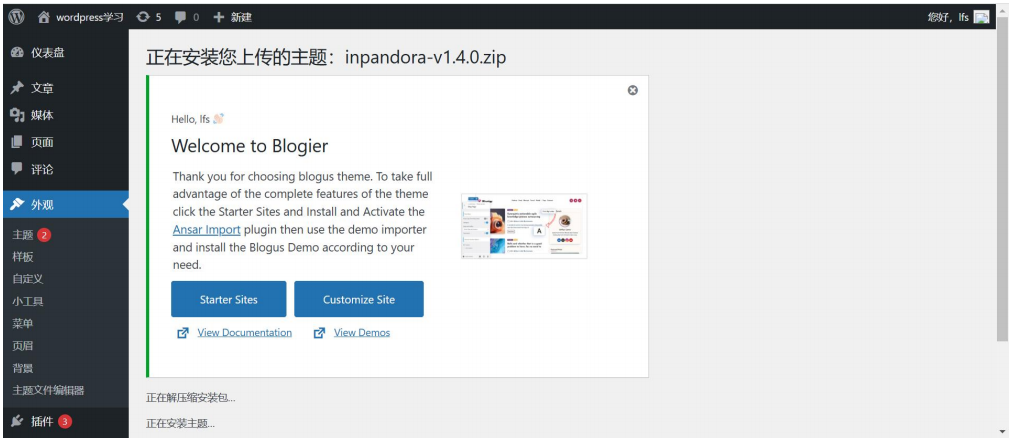 wordpress学习 5 0 新建 您好，lfs
仪表盘
文章
媒体
页面
评论
外观
主题 2
样板
自定义
小工具
菜单
页眉
背景
主题文件编辑器
插件 3
正在安装您上传的主题：inpandora-v1.4.0.zip
Hello, lfs
Welcome to Blogier
Thank you for choosing blogus theme. To take full
advantage of the complete features of the theme
click the Starter Sites and Install and Activate the
Ansar Import plugin then use the demo importer
and install the Blogus Demo according to your
need.
Starter Sites Customize Site
View Documentation View Demos
正在解压缩安装包...
正在安装主题...